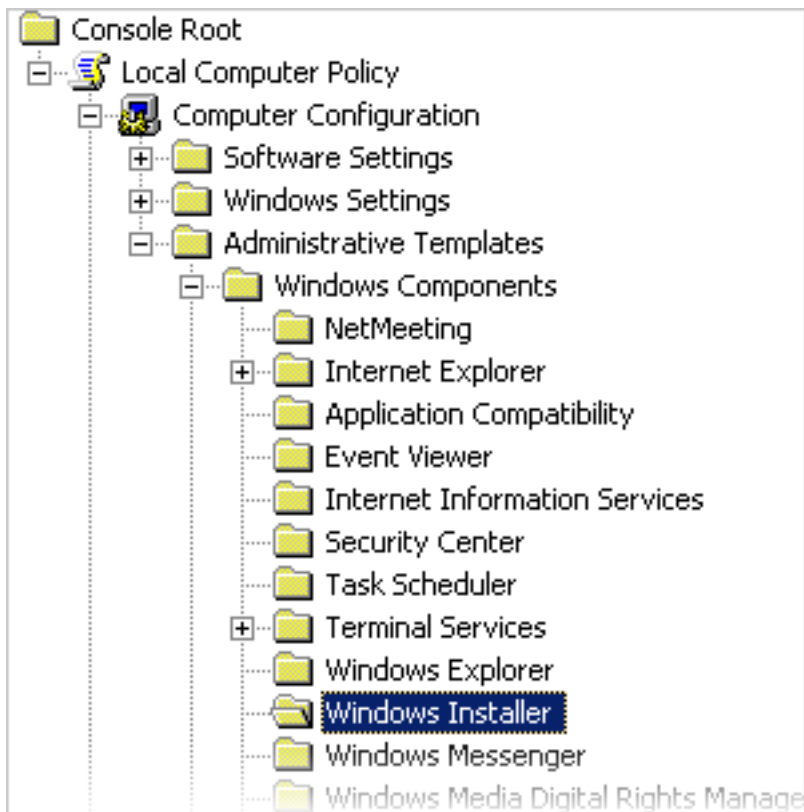 Console Root
Local Computer Policy
Computer Configuration
Software Settings
Windows Settings
Administrative Templates
Windows Components
NetMeeting
Internet Explorer
Application Compatibility
Event Viewer
Internet Information Services
Security Center
Task Scheduler
Terminal Services
Windows Explorer
Windows Installer
Windows Messenger
Windows Media Digital Rights Manage